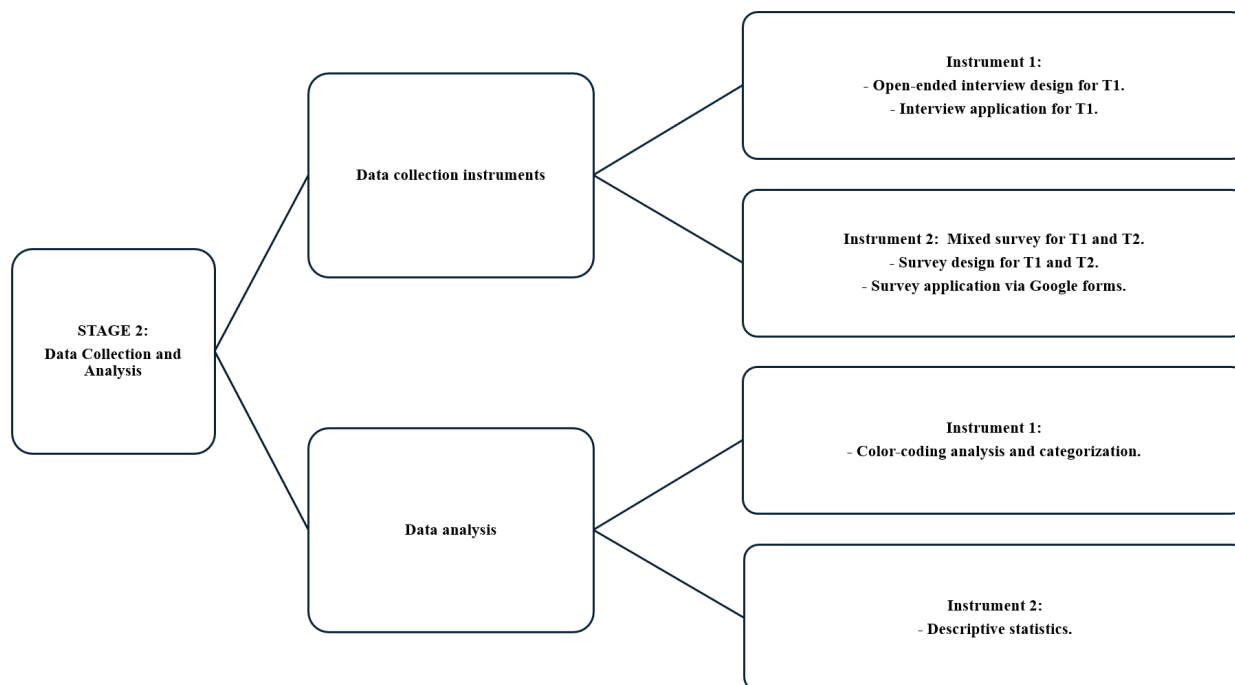 STAGE 2:
Data Collection and
Analysis
Data collection instruments
Instrument 1:
- Open-ended interview design for T1.
- Interview application for T1.
Instrument 2:  Mixed survey for T1 and T2.
- Survey design for T1 and T2.
- Survey application via Google forms.
Data analysis
Instrument 1:
- Color-coding analysis and categorization.
Instrument 2:
- Descriptive statistics.